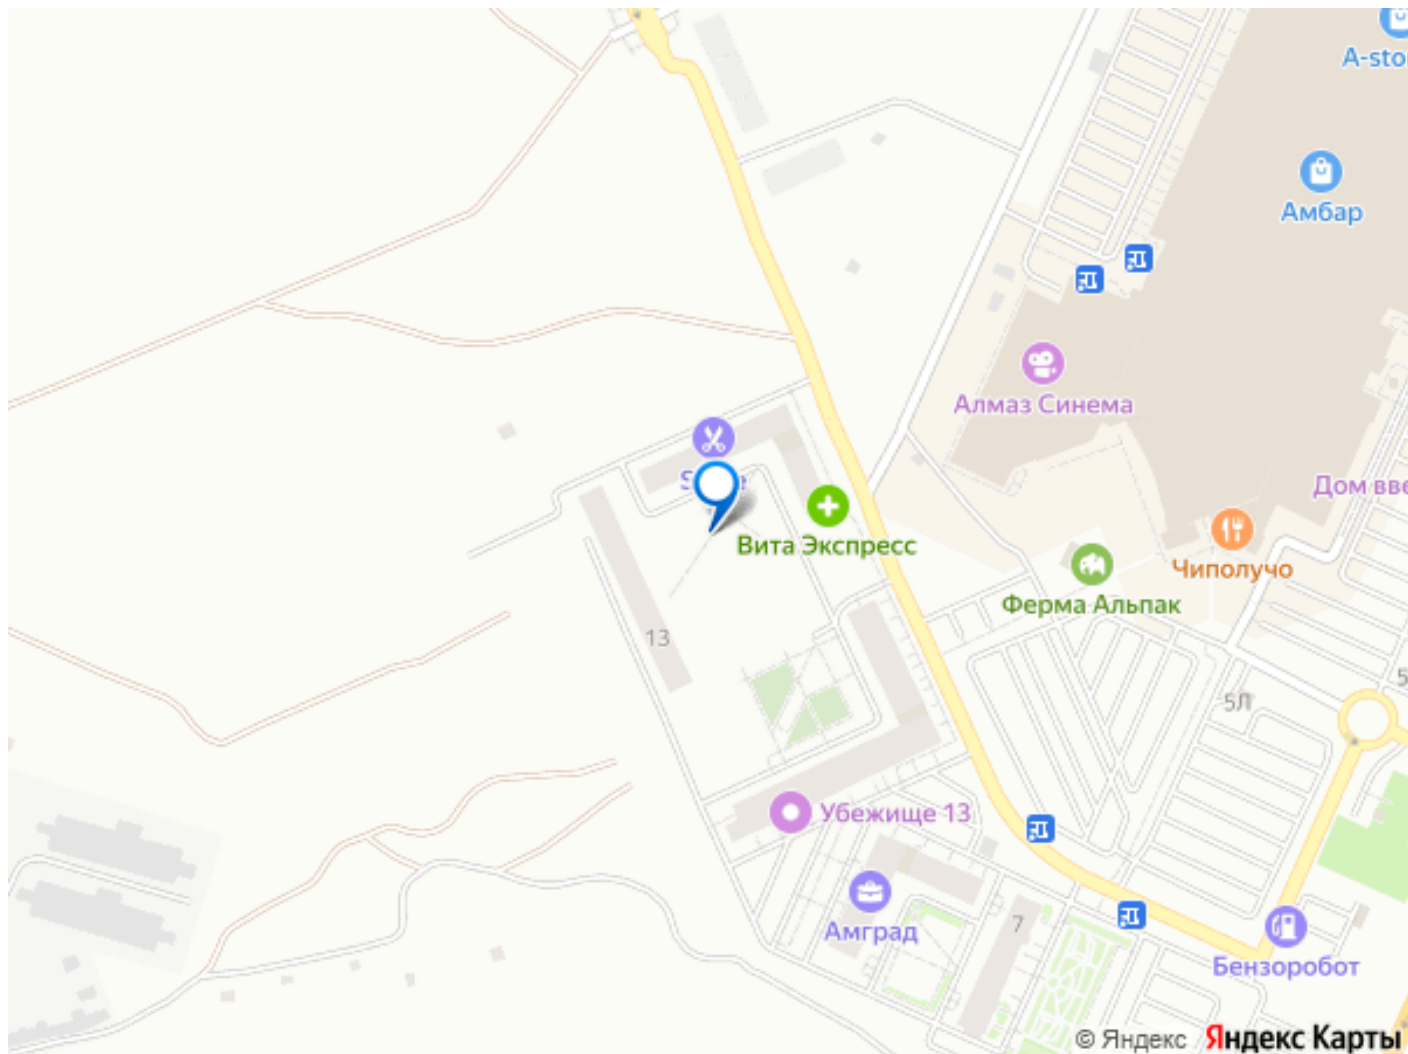 A-sto
Амбар
Алмаз Синема
Дом вве
Вита Экспресс
Чиполучо
Ферма Альпак
13
5
5Л
Убежище 13
7
Амград
Бензоробот
© Яндекс Яндекс Карты